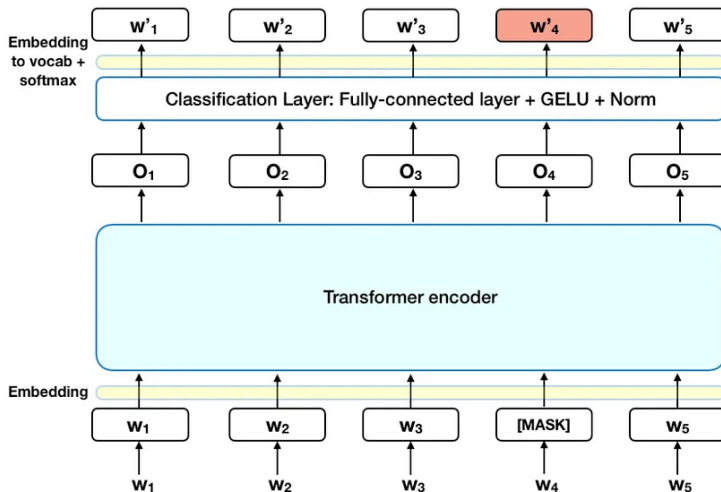 w’1 w’2 w’3 w’4 w’5
Embedding
to vocab +
softmax
Classification Layer: Fully-connected layer + GELU + Norm
O1 O2 O3 O4 O5
Transformer encoder
Embedding
W1 W2 W3 [MASK] W5
W1 W2 W3 W4 W5